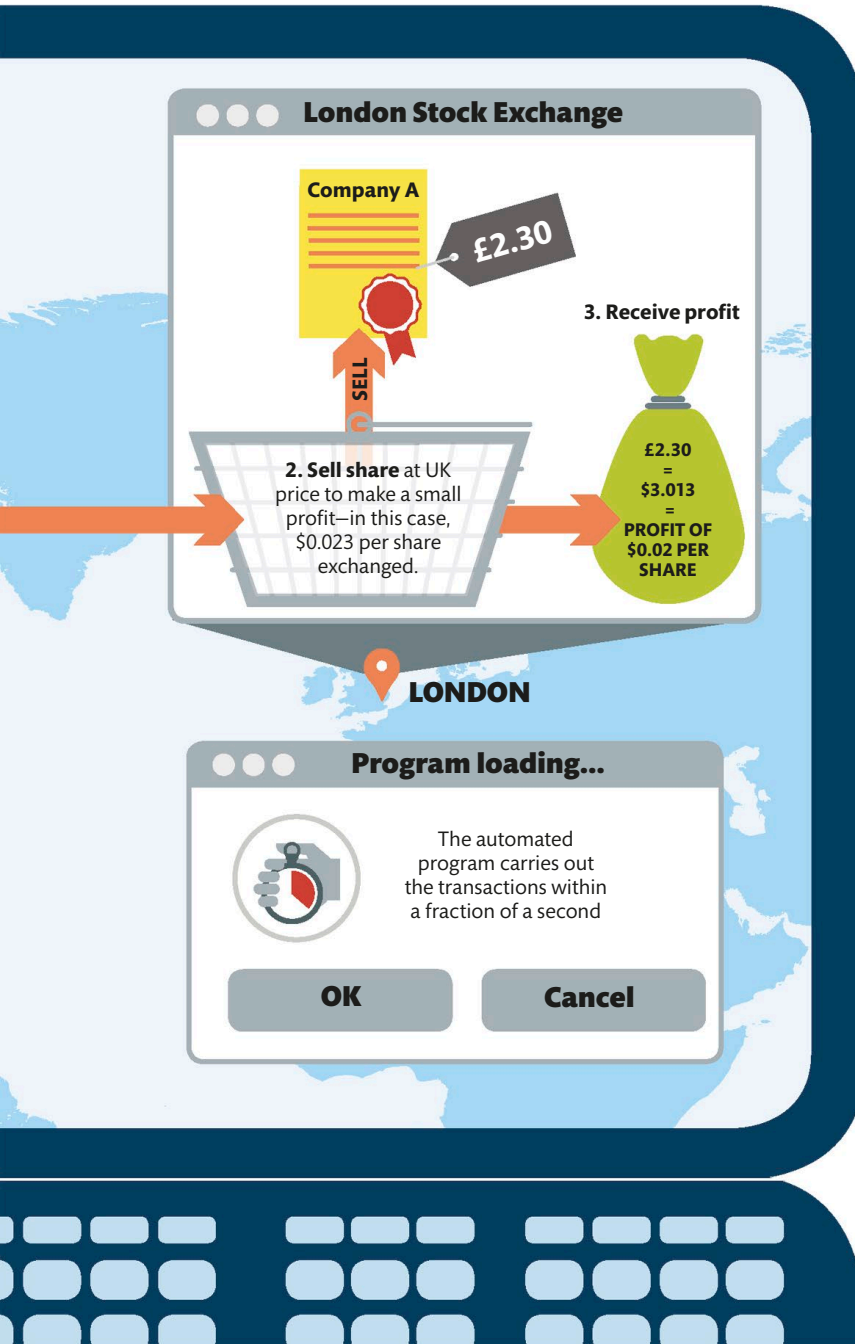 London Stock Exchange
Company A
£2.30
SELL
3. Receive profit
2. Sell share at UK
price to make a small
profit—in this case,
$0.023 per share
exchanged.
£2.30
=
$3.013
=
PROFIT OF
$0.02 PER
SHARE
LONDON
Program loading...
The automated
program carries out
the transactions within
a fraction of a second
OK
Cancel